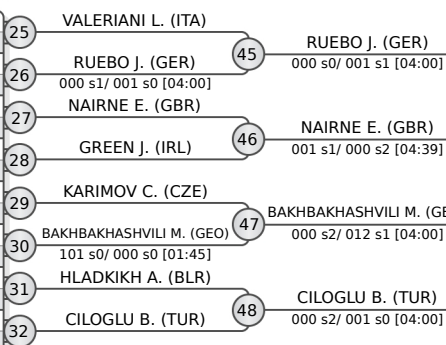 25
VALERIANI L. (ITA)
26
RUEBO J. (GER)
000 s1/ 001 s0 [04:00]
45
RUEBO J. (GER)
000 s0/ 001 s1 [04:00]
27
NAIRNE E. (GBR)
28
GREEN J. (IRL)
46
NAIRNE E. (GBR)
001 s1/ 000 s2 [04:39]
29
KARIMOV C. (CZE)
30
BAKHBAKHASHVILI M. (GEO)
101 s0/ 000 s0 [01:45]
47
BAKHBAKHASHVILI M. (GE
000 s2/ 012 s1 [04:00]
31
HLADKIKH A. (BLR)
32
CILOGLU B. (TUR)
48
CILOGLU B. (TUR)
000 s2/ 001 s0 [04:00]